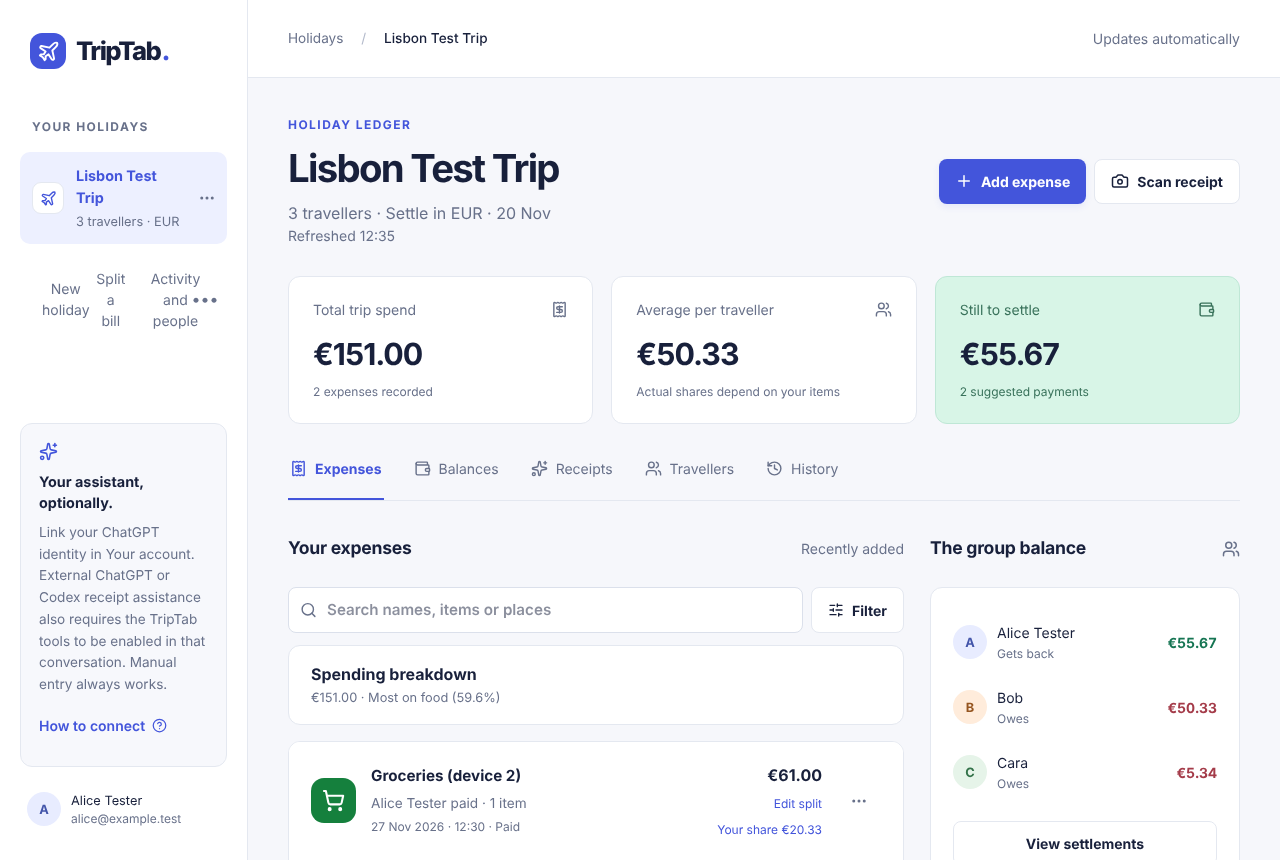 TripTab.
YOUR HOLIDAYS
Lisbon Test
Trip
3 travellers · EUR
New
holiday
Split
a
bill
Activity
and
people
Your assistant,
optionally.
Link your ChatGPT
identity in Your account.
External ChatGPT or
Codex receipt assistance
also requires the TripTab
tools to be enabled in that
conversation. Manual
entry always works.
How to connect
A
Alice Tester
alice@example.test
Holidays / Lisbon Test Trip
Updates automatically
HOLIDAY LEDGER
Lisbon Test Trip
3 travellers · Settle in EUR · 20 Nov
Refreshed 12:35
Add expense
Scan receipt
Total trip spend
€151.00
2 expenses recorded
Average per traveller
€50.33
Actual shares depend on your items
Still to settle
€55.67
2 suggested payments
Expenses
Balances
Receipts
Travellers
History
Your expenses
Recently added
Search names, items or places
Filter
Spending breakdown
€151.00 · Most on food (59.6%)
Groceries (device 2)
Alice Tester paid · 1 item
27 Nov 2026 · 12:30 · Paid
€61.00
Edit split
Your share €20.33
The group balance
A
Alice Tester
Gets back
€55.67
B
Bob
Owes
€50.33
C
Cara
Owes
€5.34
View settlements